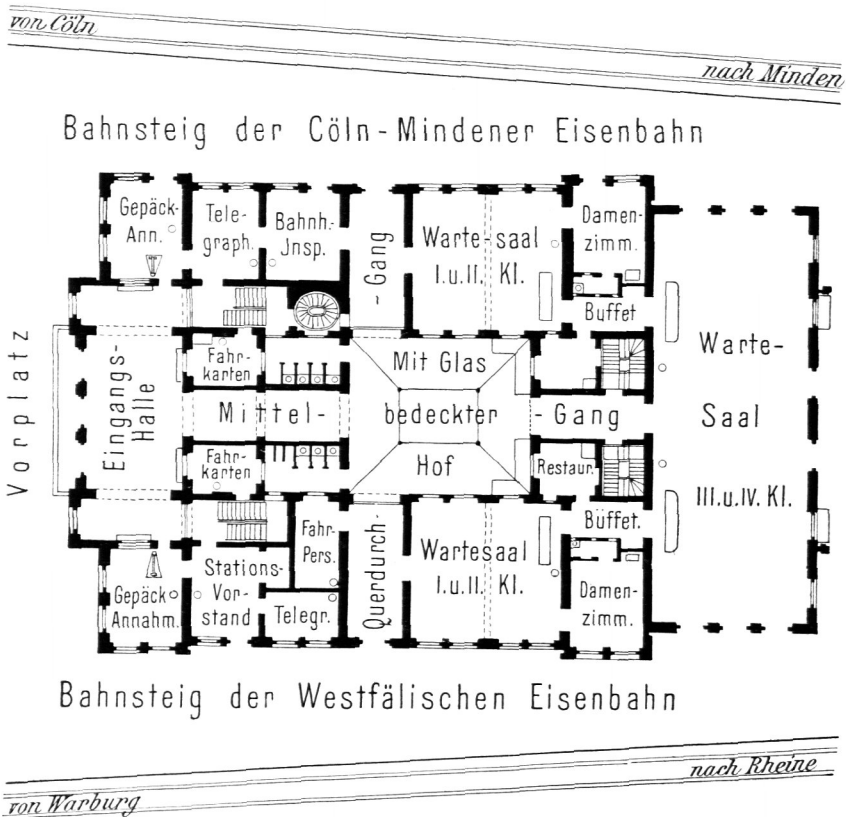 von Cöln
nach Minden
Bahnsteig der Cöln-Mindener Eisenbahn
Gepäck-
Ann.
Tele-
graph.
Bahnh.-
Jnsp.
-Gang
Warte-saal
I. u. II. Kl.
Damen-
zimm.
Buffet
Vorplatz
Eingangs-
Halle
Fahr-
karten
Mit Glas
Warte-
Mittel-
bedeckter
-Gang
Saal
Fahr-
karten
Hof
Restaur.
III. u. IV. Kl.
Gepäck
Annahm.
Stations-
Vor-
stand
Fahr-
Pers.
Telegr.
Querdurch-
Wartesaal
I. u. II. Kl.
Büffet.
Damen-
zimm.
Bahnsteig der Westfälischen Eisenbahn
nach Rheine
von Warburg